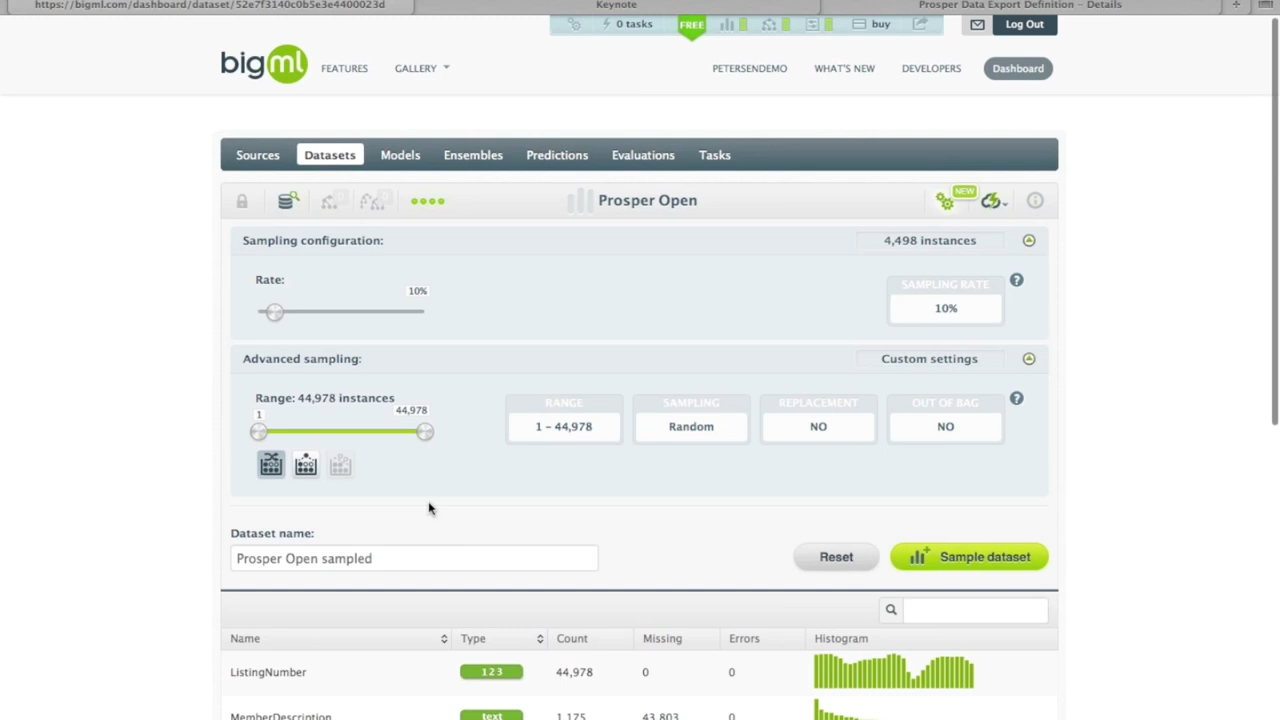 https://bigml.com/dashboard/dataset/52e7f3140c0b5e3e4400023d Keynote Prosper Data Export Definition – Details +
0 tasks FREE buy Log Out
bigml FEATURES GALLERY PETERSENDEMO WHAT'S NEW DEVELOPERS Dashboard
Sources Datasets Models Ensembles Predictions Evaluations Tasks
Prosper Open NEW
Sampling configuration: 4,498 instances
Rate: 10% SAMPLING RATE ?
10%
Advanced sampling: Custom settings
Range: 44,978 instances RANGE SAMPLING REPLACEMENT OUT OF BAG ?
1 44,978 1 – 44,978 Random NO NO
Dataset name:
Prosper Open sampled Reset Sample dataset
Name Type Count Missing Errors Histogram
ListingNumber 123 44,978 0 0
MemberDescription text 1,175 43,803 0